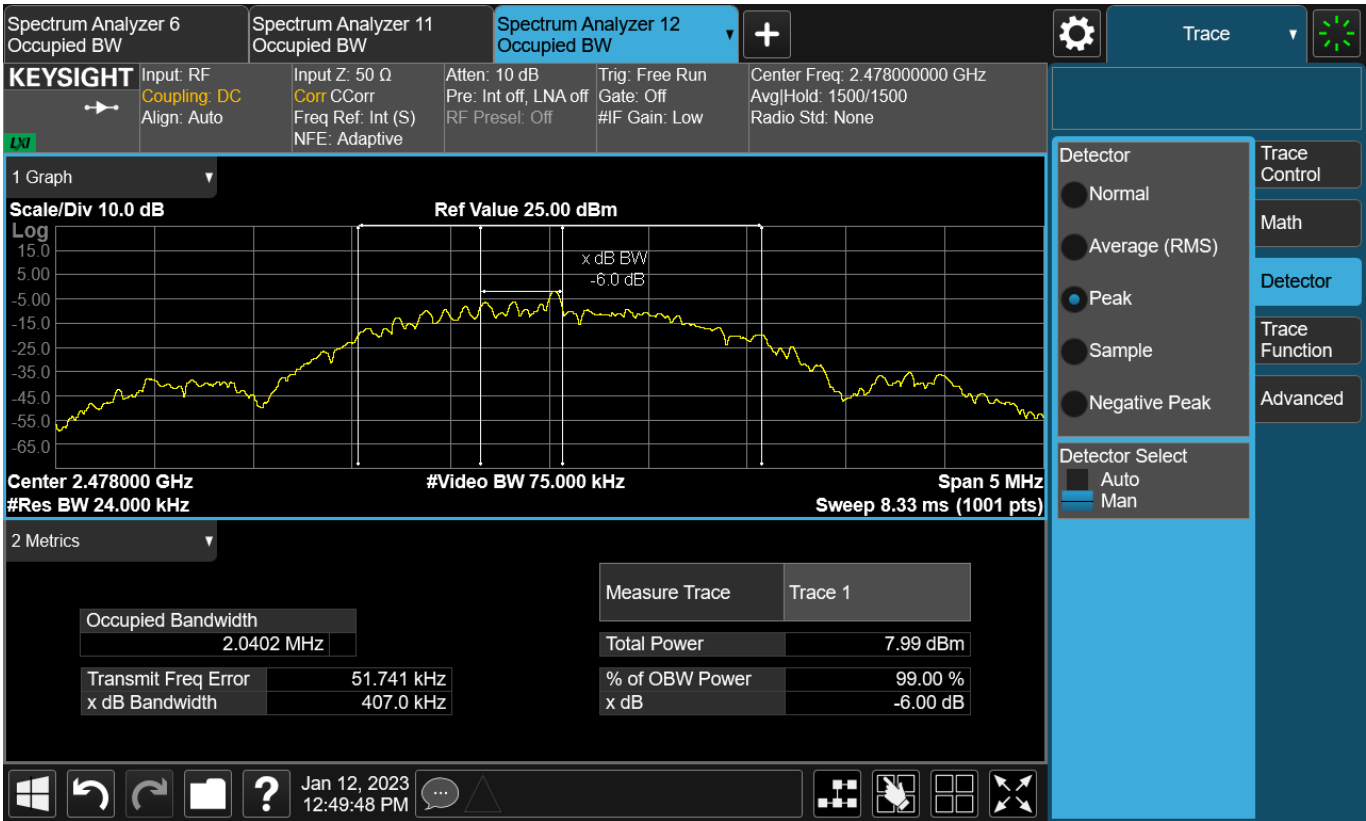 Spectrum Analyzer 6
Occupied BW
Spectrum Analyzer 11
Occupied BW
Spectrum Analyzer 12
Occupied BW
Trace
KEYSIGHT
LXI
Input: RF
Coupling: DC
Align: Auto
Input Z: 50 Ω
Corr CCorr
Freq Ref: Int (S)
NFE: Adaptive
Atten: 10 dB
Pre: Int off, LNA off
RF Presel: Off
Trig: Free Run
Gate: Off
#IF Gain: Low
Center Freq: 2.478000000 GHz
Avg|Hold: 1500/1500
Radio Std: None
1 Graph
Scale/Div 10.0 dB
Ref Value 25.00 dBm
Log
15.0
5.00
-5.00
-15.0
-25.0
-35.0
-45.0
-55.0
-65.0
x dB BW
-6.0 dB
Center 2.478000 GHz
#Video BW 75.000 kHz
Span 5 MHz
#Res BW 24.000 kHz
Sweep 8.33 ms (1001 pts)
2 Metrics
Occupied Bandwidth
2.0402 MHz
Transmit Freq Error 51.741 kHz
x dB Bandwidth 407.0 kHz
Measure Trace Trace 1
Total Power 7.99 dBm
% of OBW Power 99.00 %
x dB -6.00 dB
Detector
Normal
Average (RMS)
Peak
Sample
Negative Peak
Detector Select
Auto
Man
Trace
Control
Math
Detector
Trace
Function
Advanced
Jan 12, 2023
12:49:48 PM